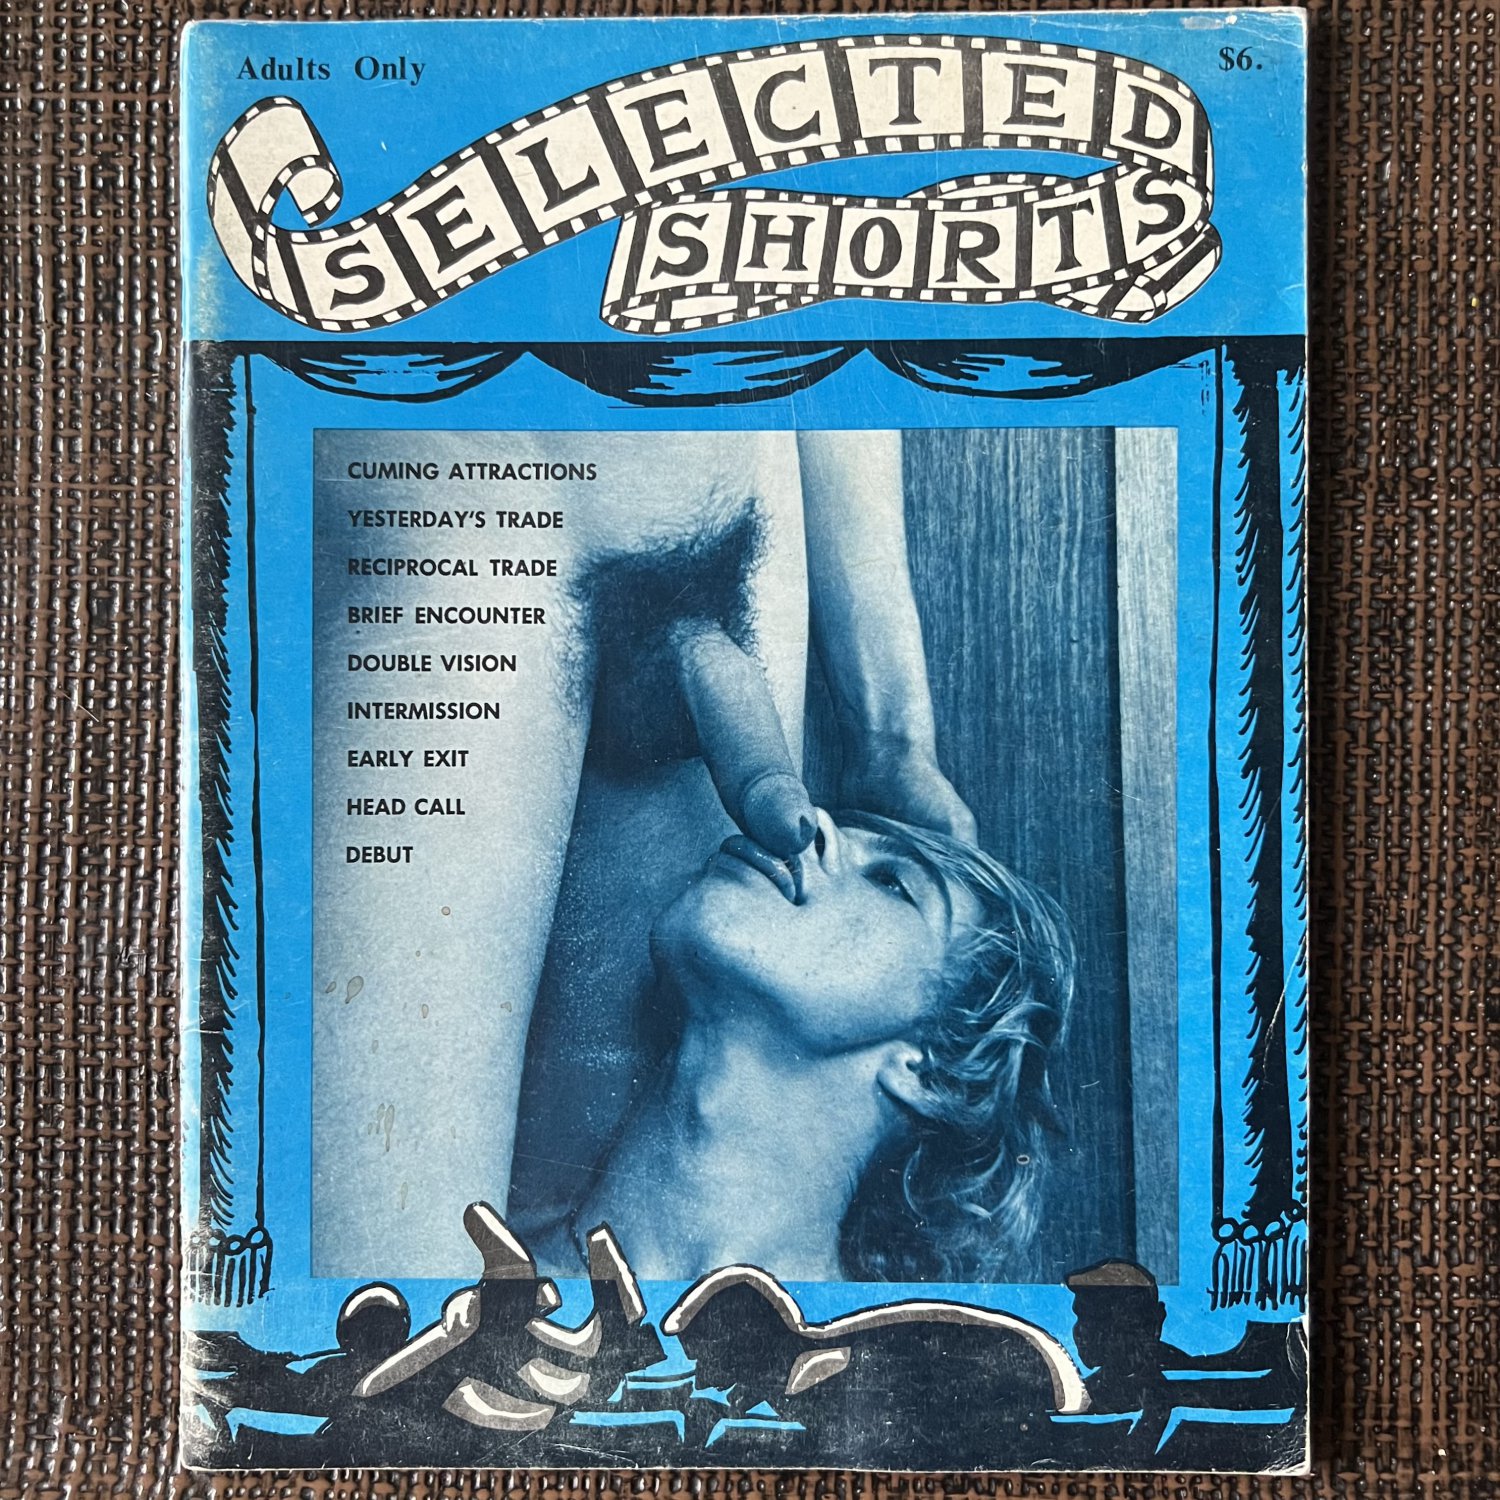 Adults Only
$6.
SELECTED
SHORTS
CUMING ATTRACTIONS
YESTERDAY'S TRADE
RECIPROCAL TRADE
BRIEF ENCOUNTER
DOUBLE VISION
INTERMISSION
EARLY EXIT
HEAD CALL
DEBUT